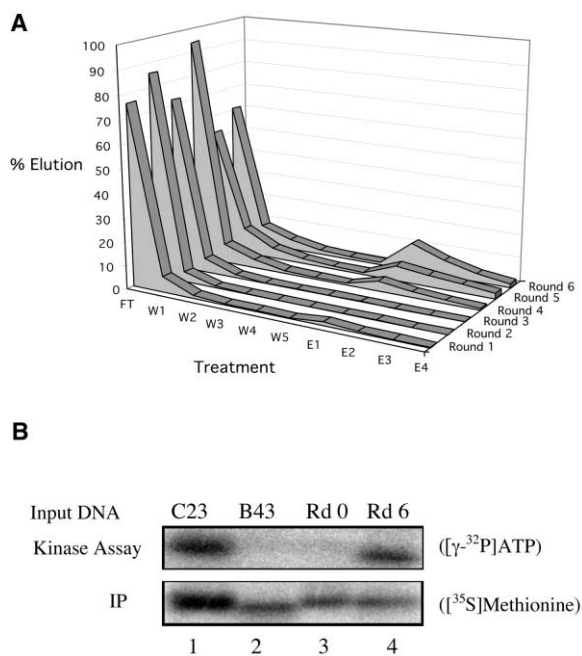 A
100
90
80
70
60
50
40
30
20
10
0
% Elution
FT W1 W2 W3 W4 W5 E1 E2 E3 E4
Treatment
Round 6
Round 5
Round 4
Round 3
Round 2
Round 1
B
Input DNA C23 B43 Rd 0 Rd 6
Kinase Assay ([γ-³²P]ATP)
IP ([³⁵S]Methionine)
1 2 3 4